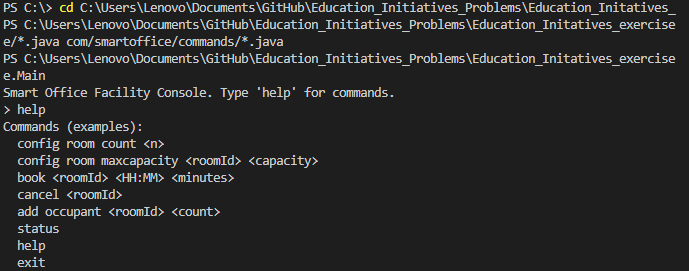 PS C:\> cd C:\Users\Lenovo\Documents\GitHub\Education_Initiatives_Problems\Education_Initiatives_
PS C:\Users\Lenovo\Documents\GitHub\Education_Initiatives_Problems\Education_Initatives_exercise
e/*.java com/smartoffice/commands/*.java
PS C:\Users\Lenovo\Documents\GitHub\Education_Initiatives_Problems\Education_Initatives_exercise
e.Main
Smart Office Facility Console. Type 'help' for commands.
> help
Commands (examples):
  config room count <n>
  config room maxcapacity <roomId> <capacity>
  book <roomId> <HH:MM> <minutes>
  cancel <roomId>
  add occupant <roomId> <count>
  status
  help
  exit